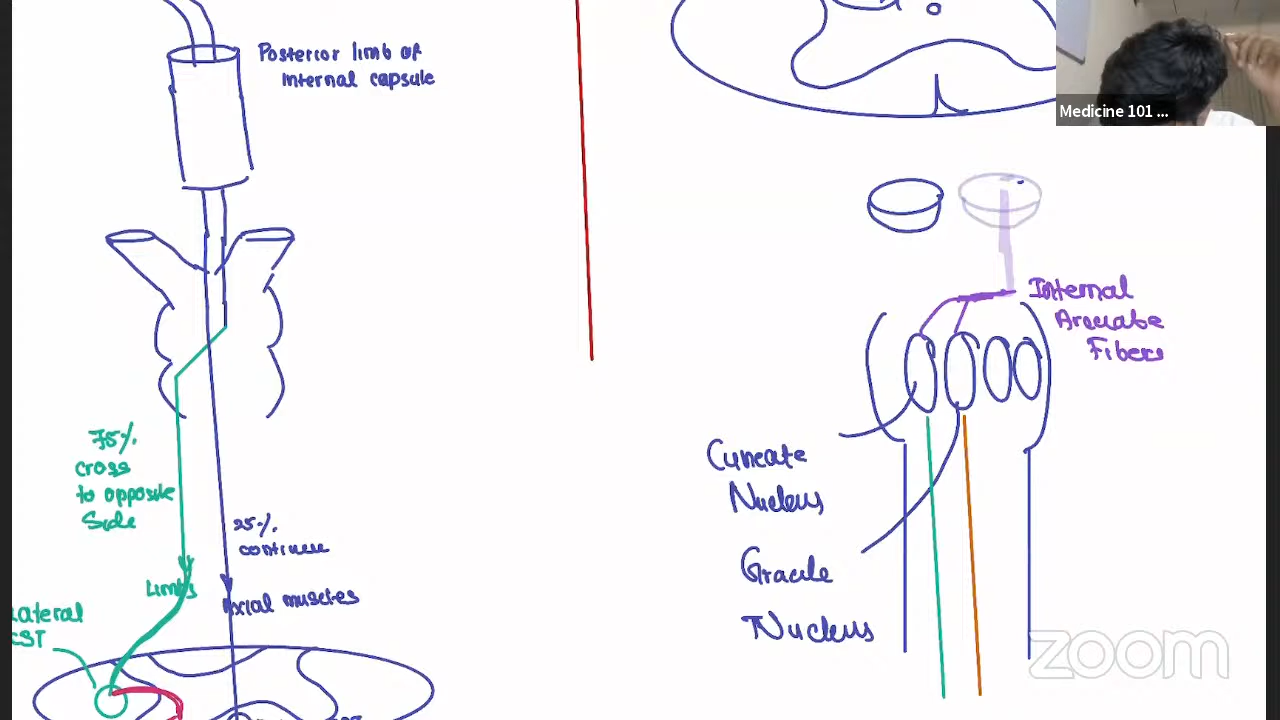 Posterior limb of
internal capsule
Medicine 101 ...
75%
cross
to opposite
Side
25%
continue
Limbs
Axial muscles
Lateral
CST
Internal
Arcuate
Fibers
Cuneate
Nucleus
Gracile
Nucleus
zoom